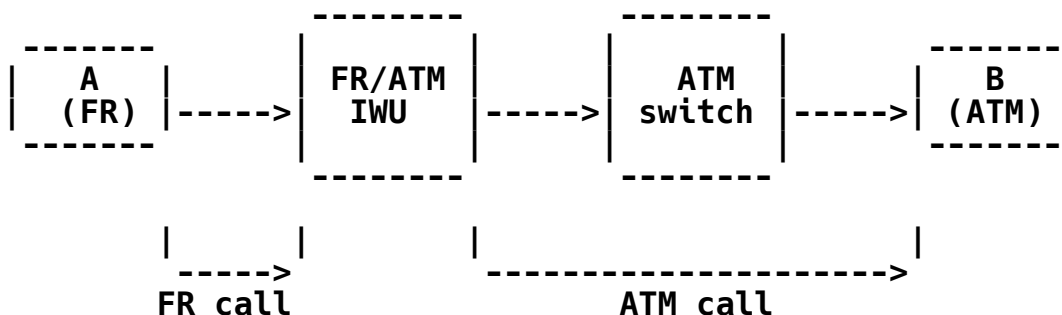 A FR/ATM ATM B
(FR) ----->| IWU |----->| switch |----->| (ATM)
-----> -------------------->
FR call ATM call